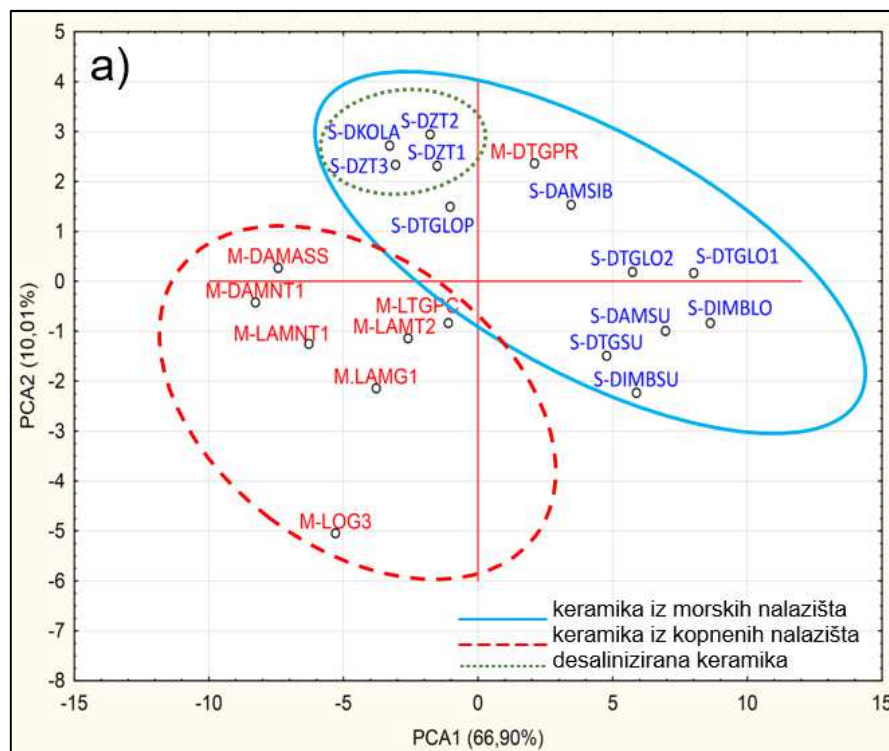 a)
5
4
3
2
1
0
-1
-2
-3
-4
-5
-6
-7
-8
PCA2 (10,01%)
S-DZT2
S-DKOLA
S-DZT1
S-DZT3
M-DTGPR
S-DAMSIB
S-DTGLOP
S-DTGLO2
S-DTGLO1
M-DAMASS
M-DAMNT1
M-LTGPC
S-DAMSU
S-DIMBLO
M-LAMNT1
M-LAMT2
S-DTGSU
M.LAMG1
S-DIMBSU
M-LOG3
keramika iz morskih nalazišta
keramika iz kopnenih nalazišta
desalinizirana keramika
-15 -10 -5 0 5 10 15
PCA1 (66,90%)